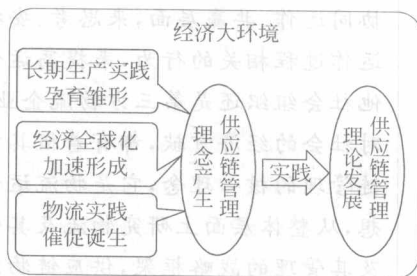 经济大环境
长期生产实践
孕育雏形
经济全球化
加速形成
物流实践
催促诞生
供应链管理
理念产生
实践
供应链管理
理论发展